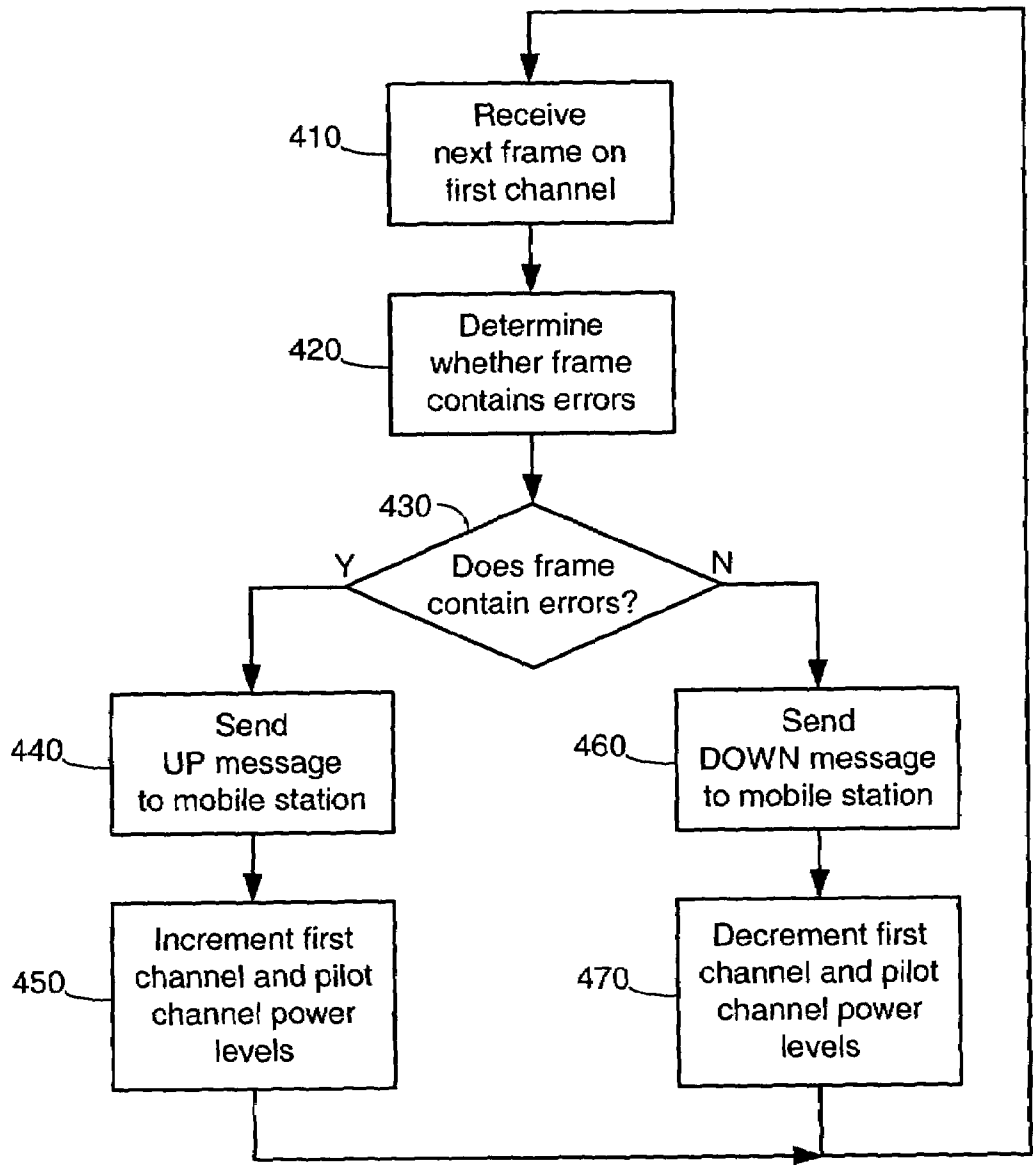 410
Receive
next frame on
first channel
420
Determine
whether frame
contains errors
430
Y
Does frame
contain errors?
N
440
Send
UP message
to mobile station
460
Send
DOWN message
to mobile station
450
Increment first
channel and pilot
channel power
levels
470
Decrement first
channel and pilot
channel power
levels